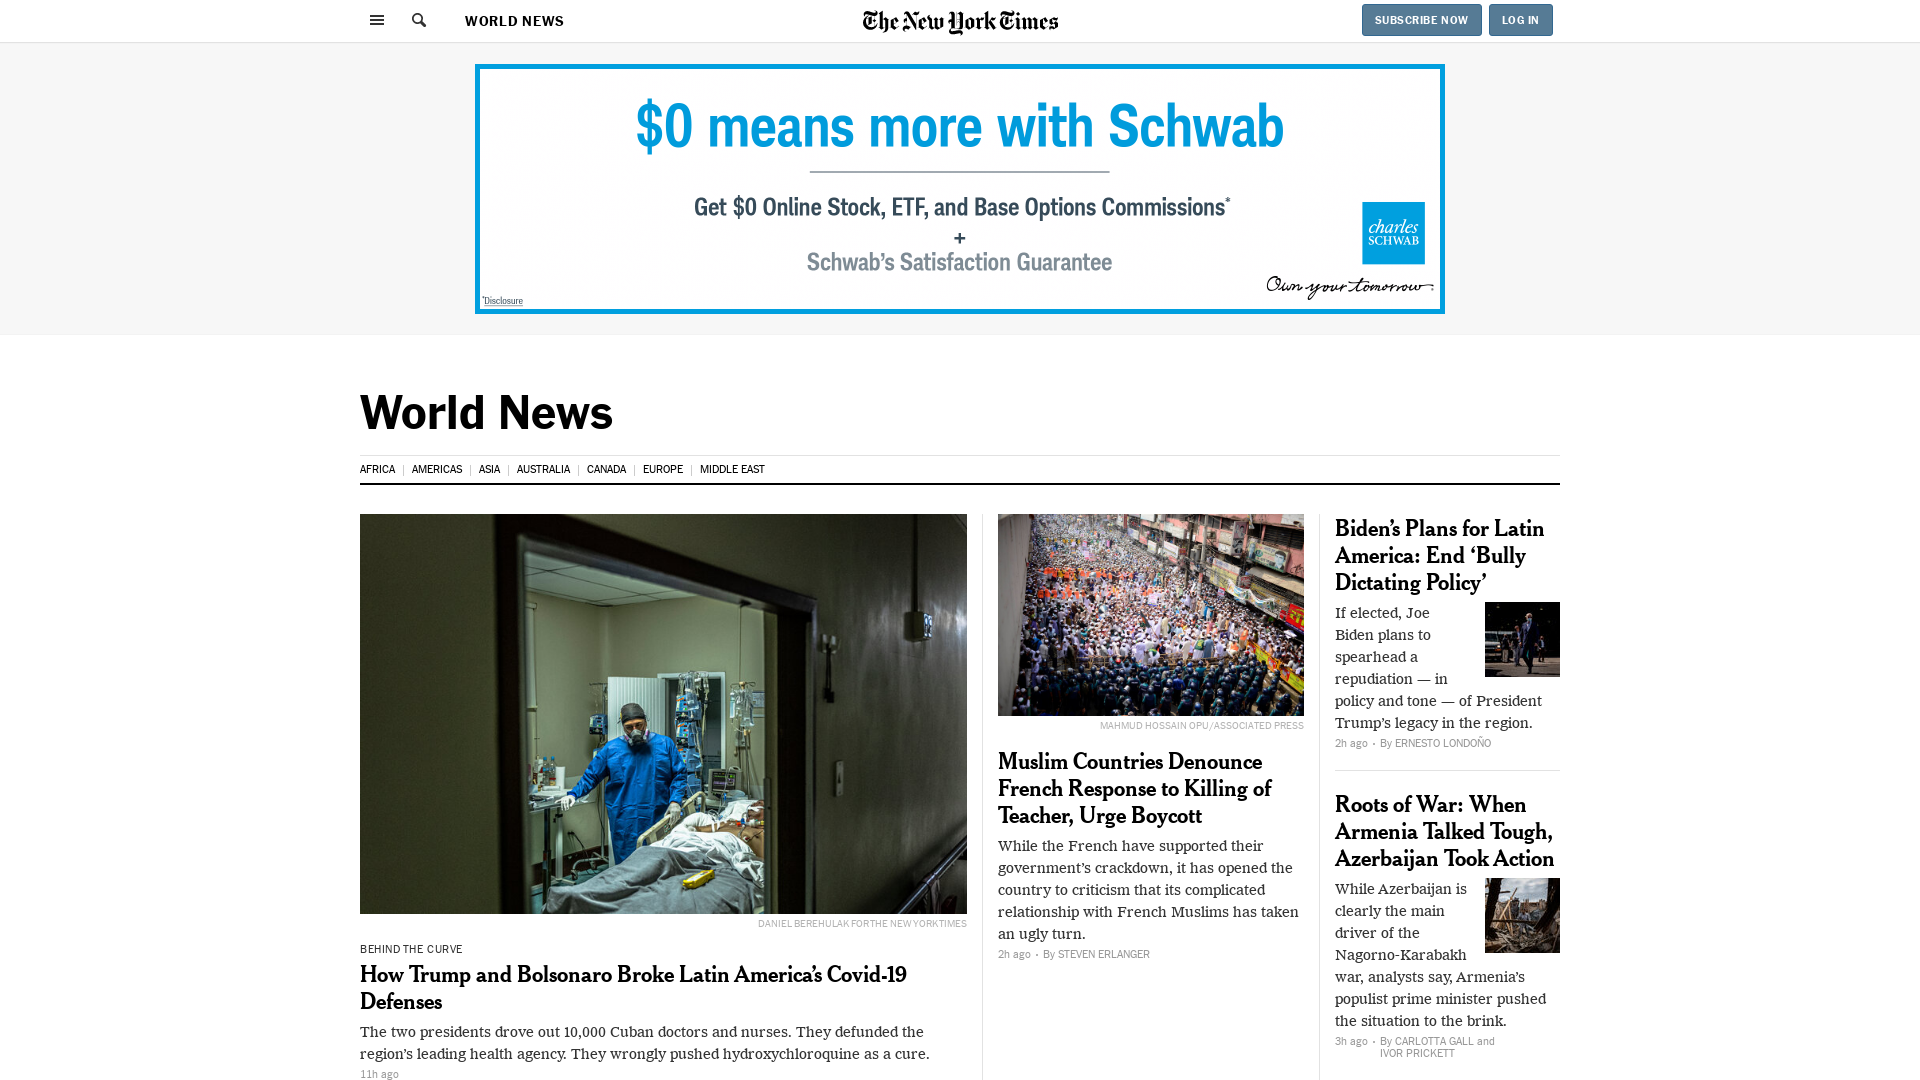 WORLD NEWS
The New York Times
SUBSCRIBE NOW
LOG IN
$0 means more with Schwab
Get $0 Online Stock, ETF, and Base Options Commissions*
+
Schwab's Satisfaction Guarantee
charles
SCHWAB
Own your tomorrow.
*Disclosure
World News
AFRICA
AMERICAS
ASIA
AUSTRALIA
CANADA
EUROPE
MIDDLE EAST
DANIEL BEREHULAK FOR THE NEW YORK TIMES
BEHIND THE CURVE
How Trump and Bolsonaro Broke Latin America’s Covid-19
Defenses
The two presidents drove out 10,000 Cuban doctors and nurses. They defunded the
region’s leading health agency. They wrongly pushed hydroxychloroquine as a cure.
11h ago
MAHMUD HOSSAIN OPU/ASSOCIATED PRESS
Muslim Countries Denounce
French Response to Killing of
Teacher, Urge Boycott
While the French have supported their
government’s crackdown, it has opened the
country to criticism that its complicated
relationship with French Muslims has taken
an ugly turn.
2h ago · By STEVEN ERLANGER
Biden’s Plans for Latin
America: End ‘Bully
Dictating Policy’
If elected, Joe
Biden plans to
spearhead a
repudiation — in
policy and tone — of President
Trump’s legacy in the region.
2h ago · By ERNESTO LONDOÑO
Roots of War: When
Armenia Talked Tough,
Azerbaijan Took Action
While Azerbaijan is
clearly the main
driver of the
Nagorno-Karabakh
war, analysts say, Armenia’s
populist prime minister pushed
the situation to the brink.
3h ago · By CARLOTTA GALL and
IVOR PRICKETT